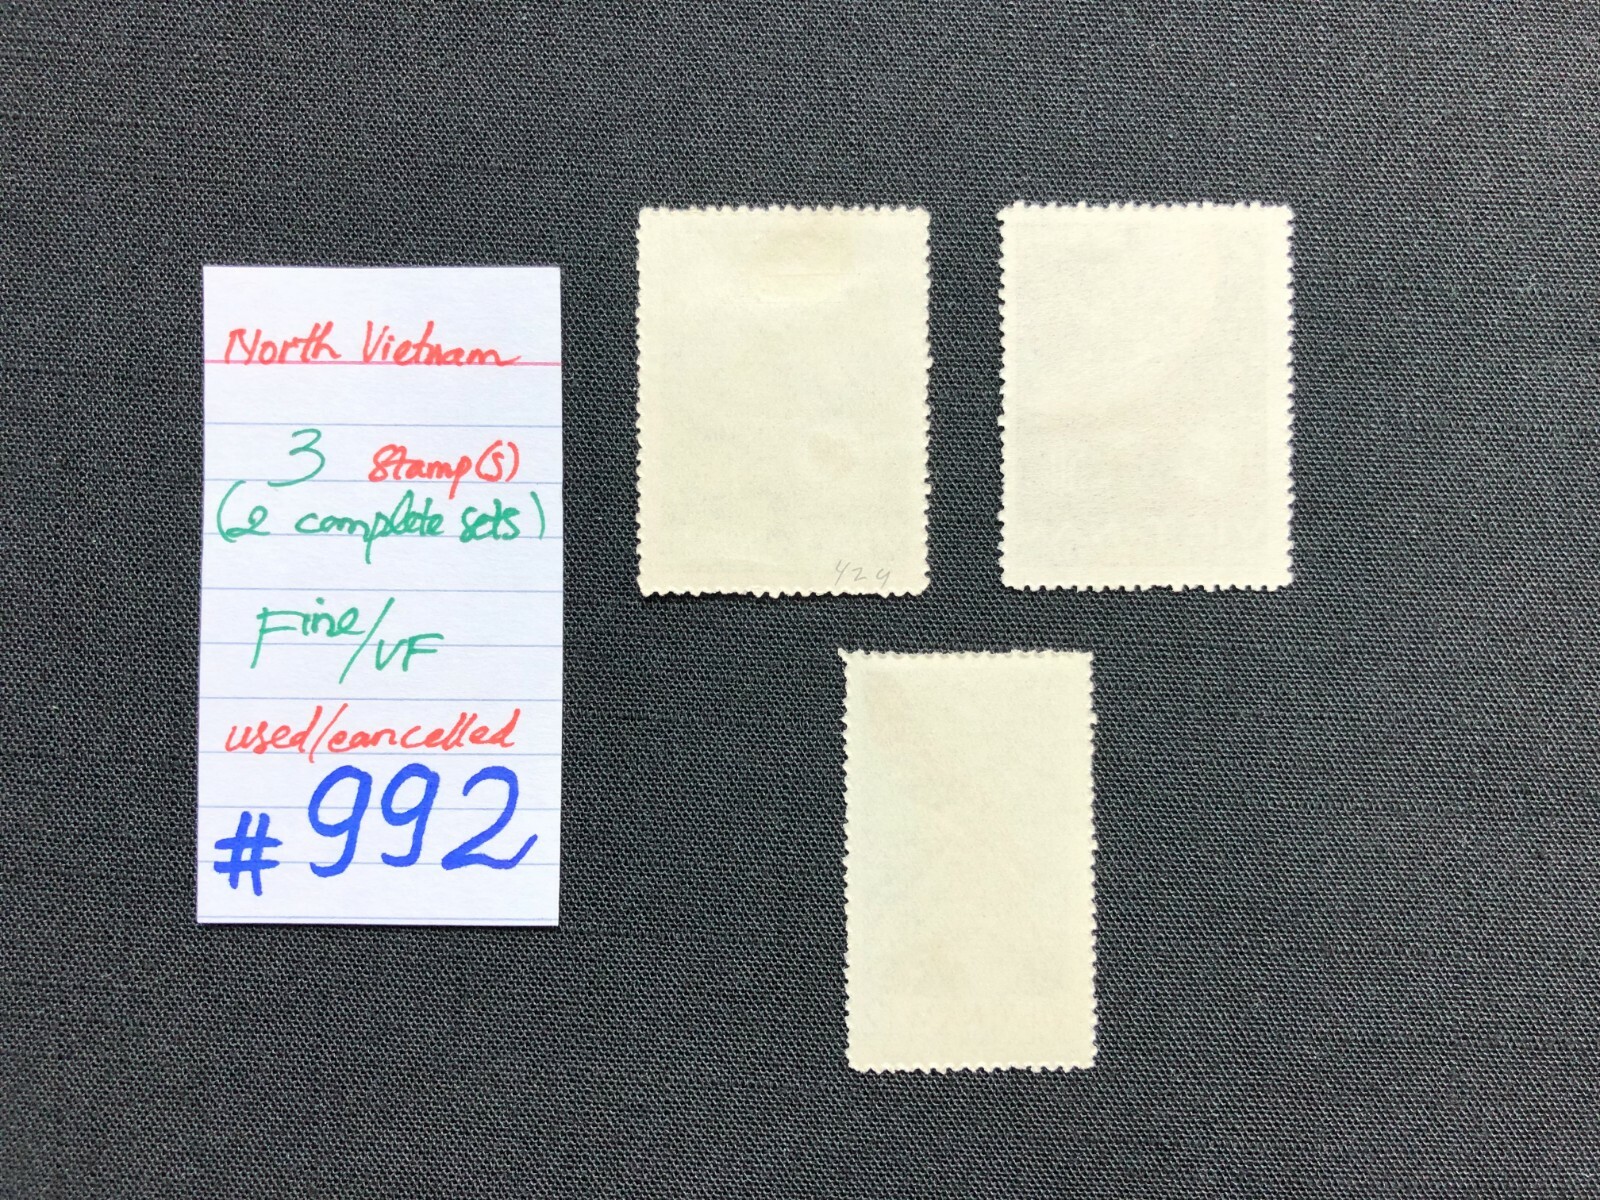 North Vietnam
3 stamp(s)
(2 complete sets)
Fine/VF
used/cancelled
#992
424